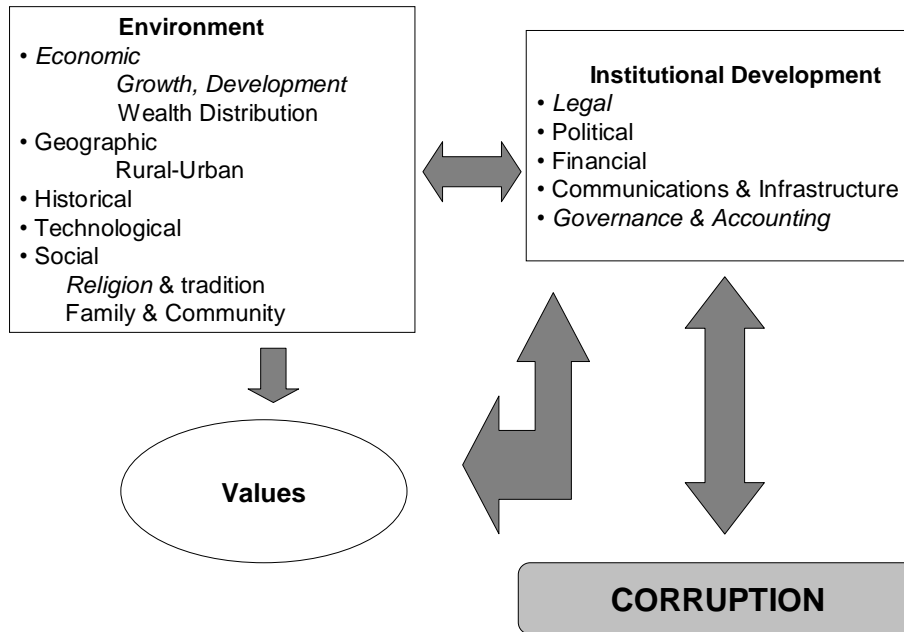 Environment
• Economic
Growth, Development
Wealth Distribution
• Geographic
Rural-Urban
• Historical
• Technological
• Social
Religion & tradition
Family & Community
Institutional Development
• Legal
• Political
• Financial
• Communications & Infrastructure
• Governance & Accounting
Values
CORRUPTION